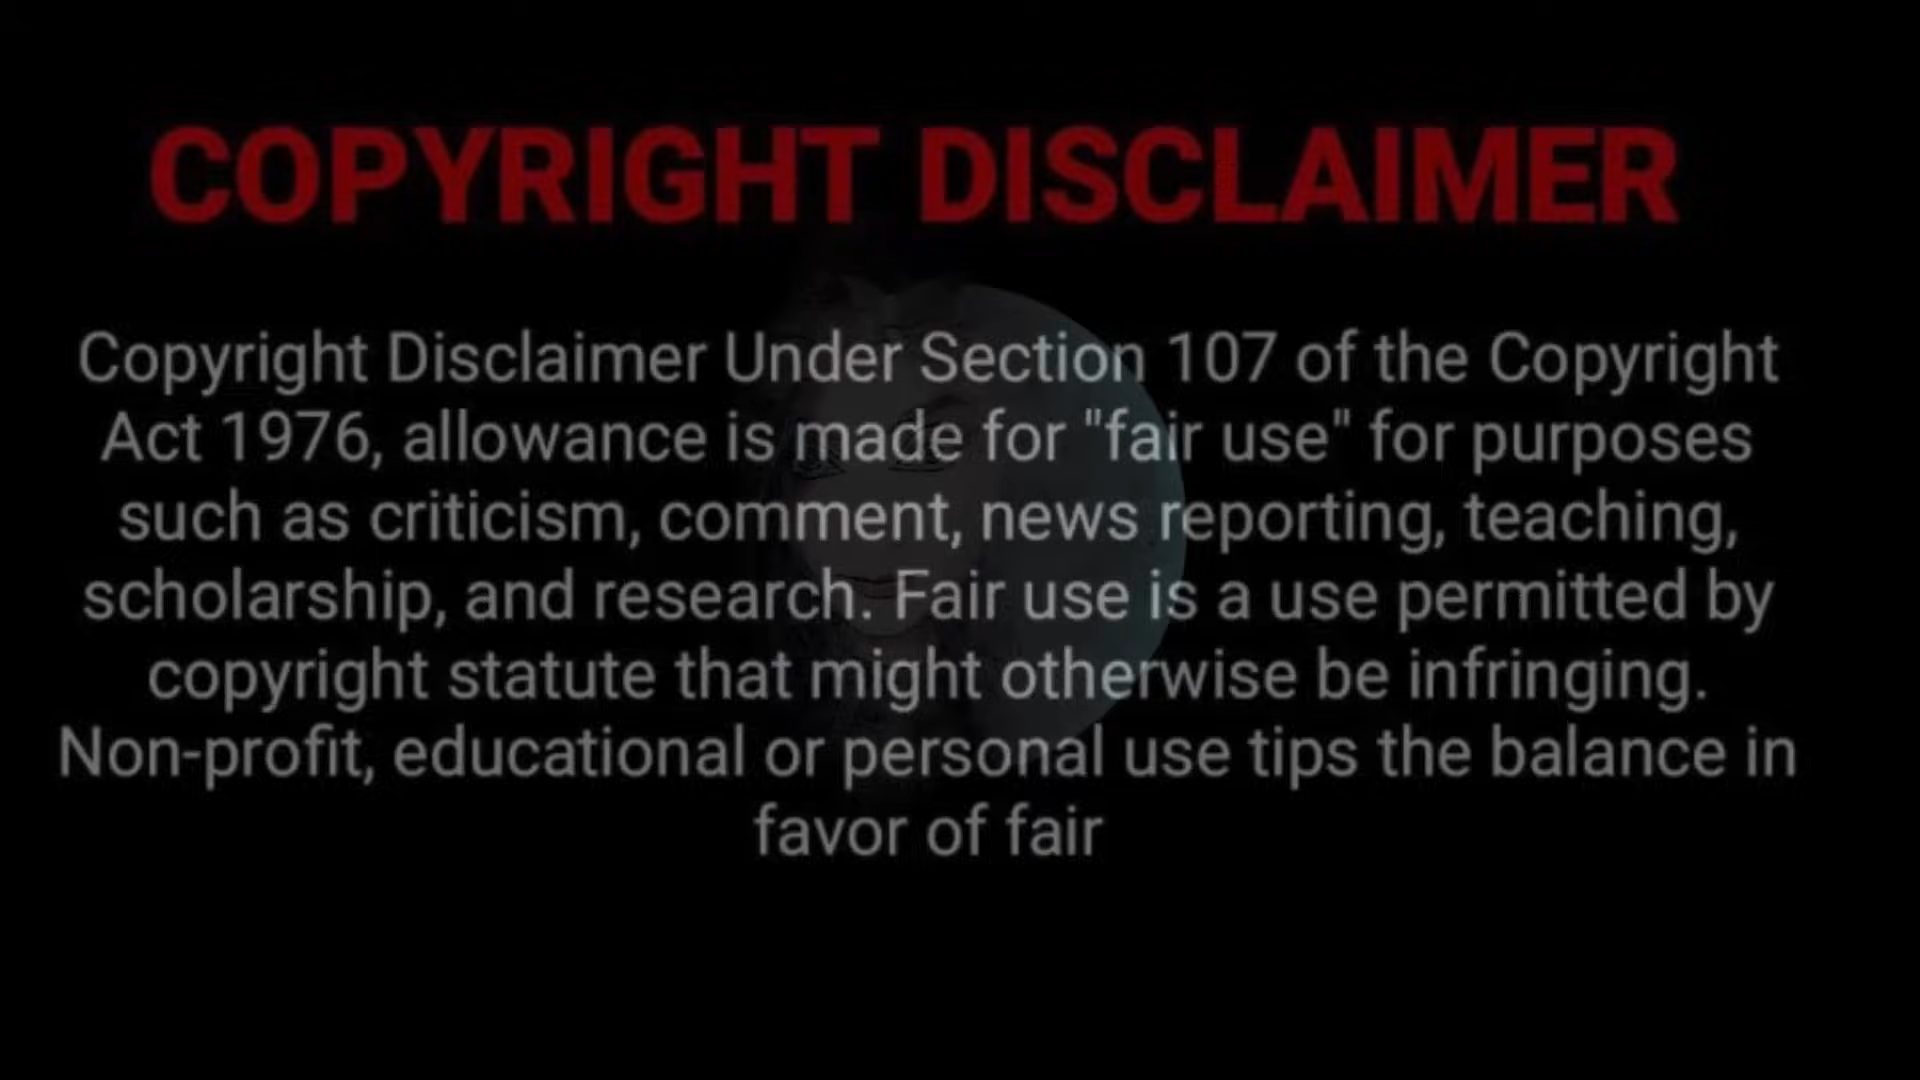 COPYRIGHT DISCLAIMER
Copyright Disclaimer Under Section 107 of the Copyright
Act 1976, allowance is made for "fair use" for purposes
such as criticism, comment, news reporting, teaching,
scholarship, and research. Fair use is a use permitted by
copyright statute that might otherwise be infringing.
Non-profit, educational or personal use tips the balance in
favor of fair